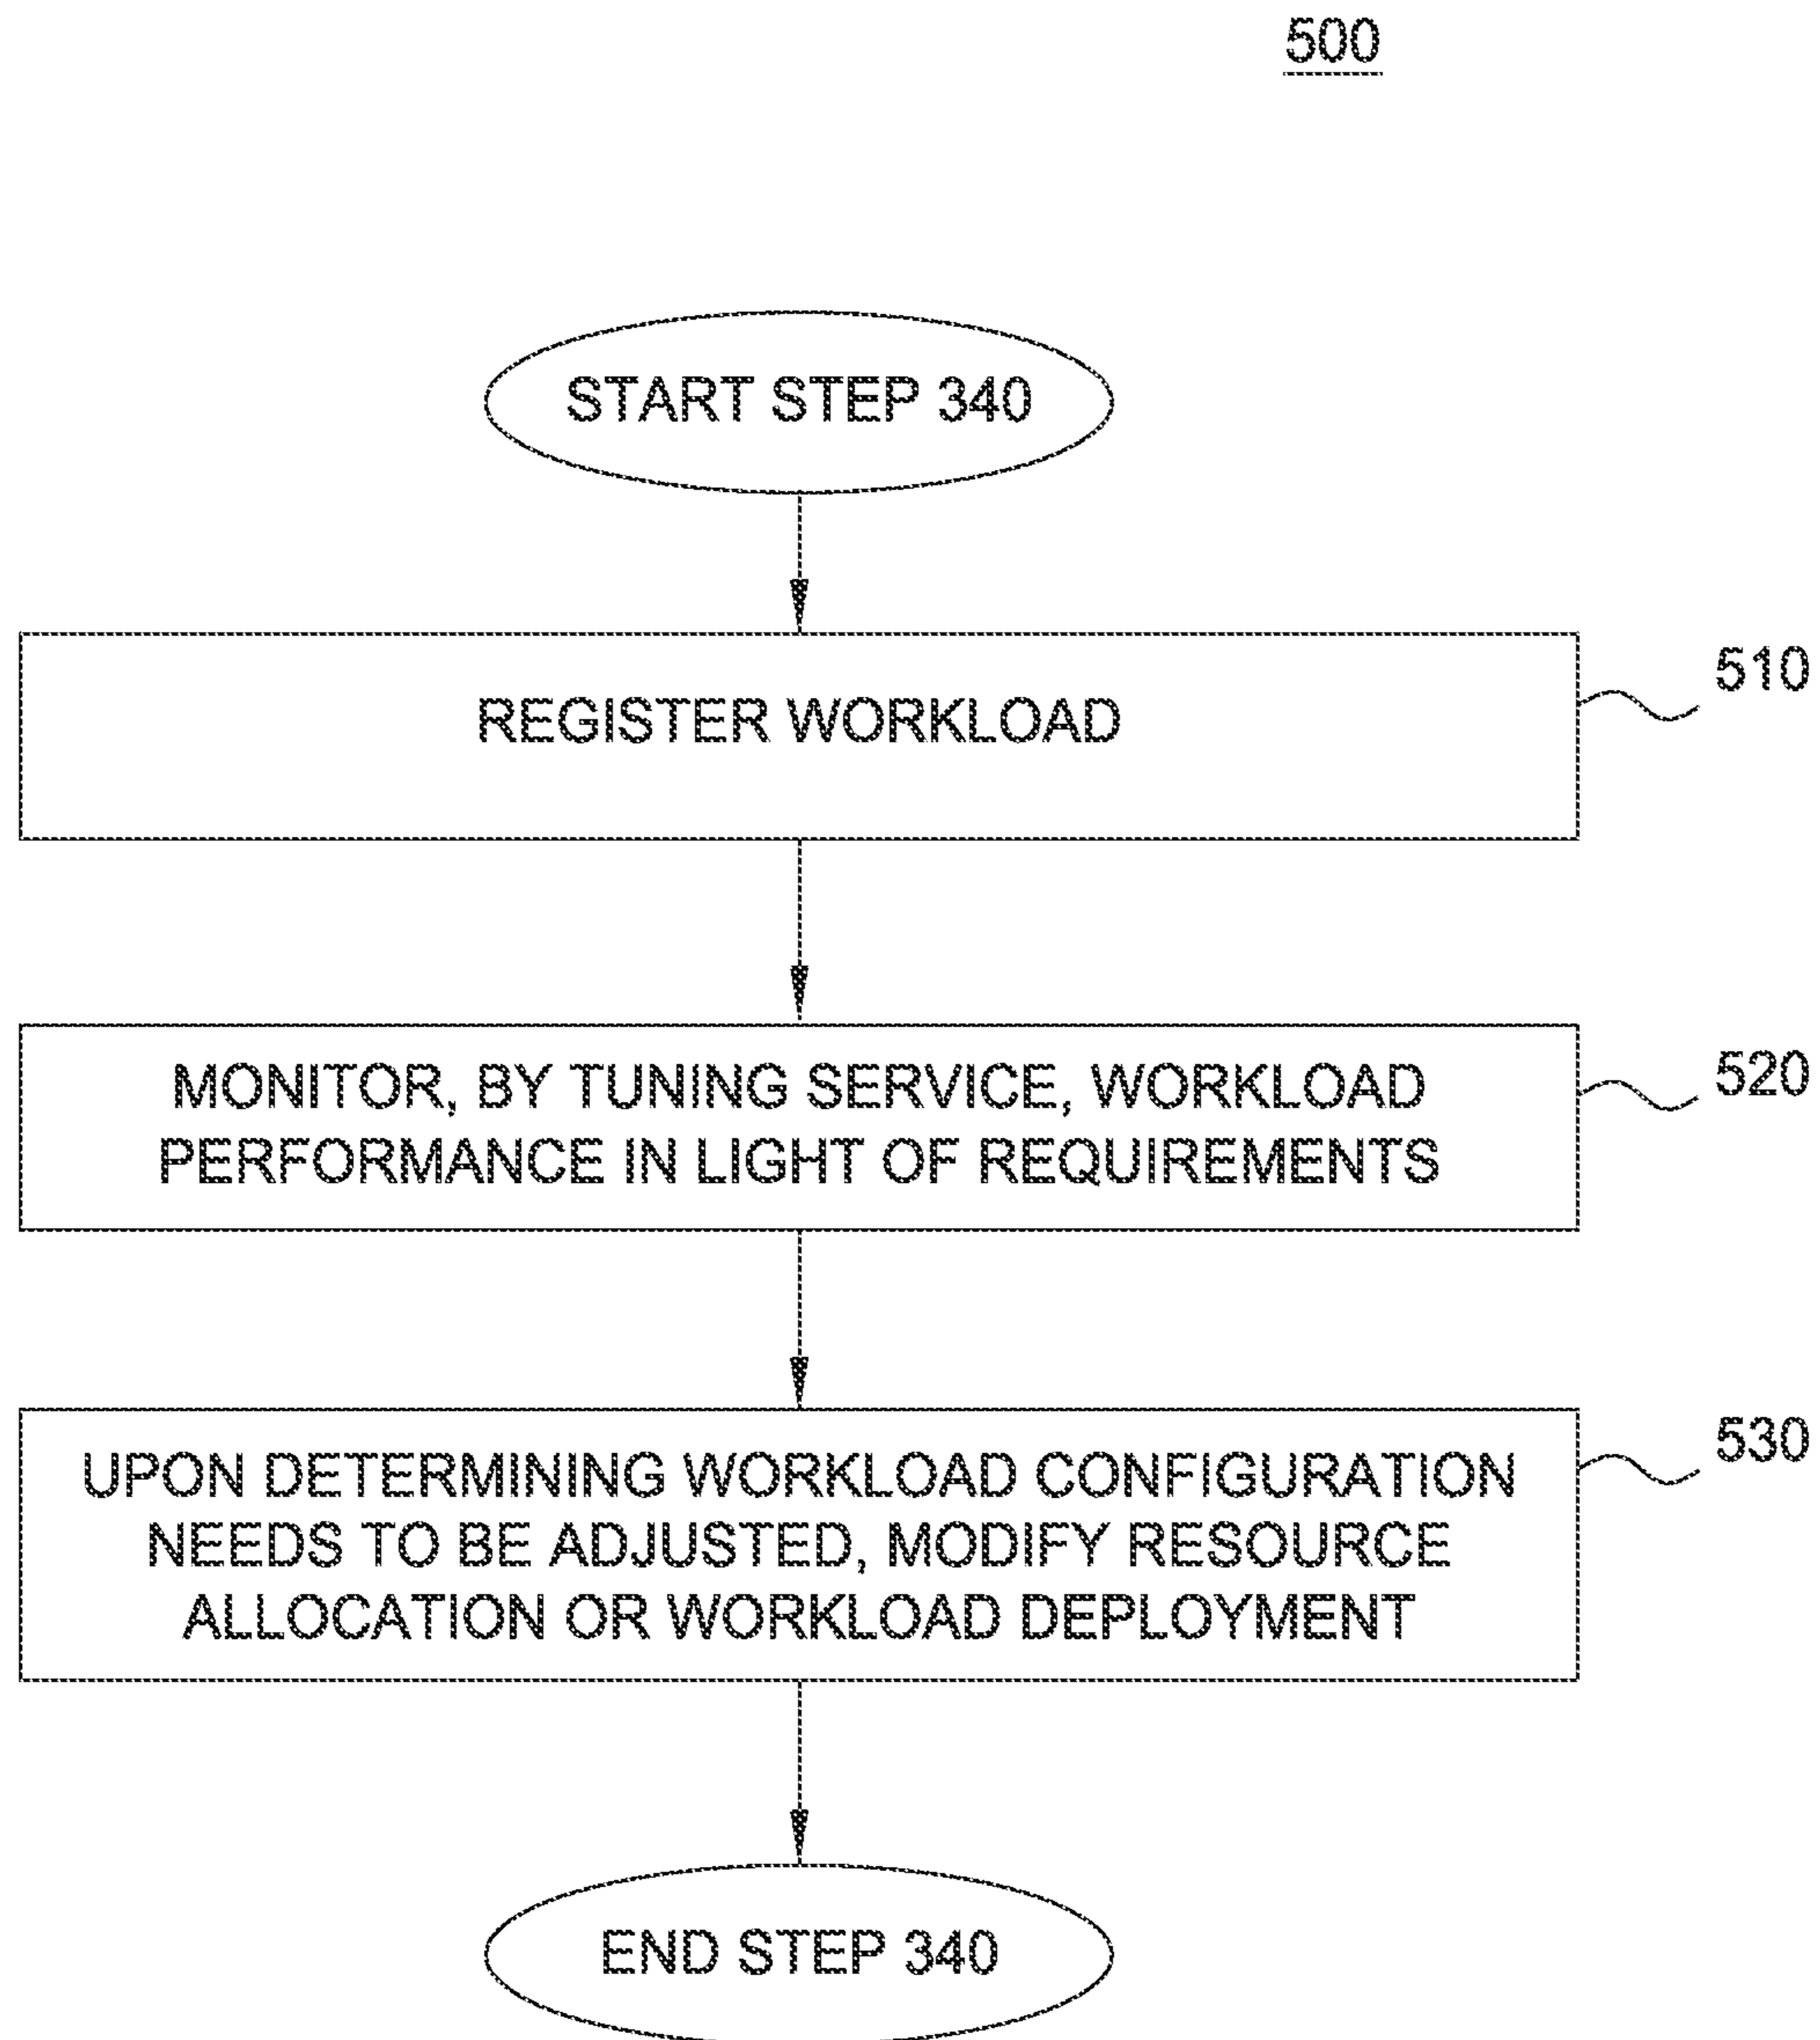 500
START STEP 340
REGISTER WORKLOAD
510
MONITOR, BY TUNING SERVICE, WORKLOAD
PERFORMANCE IN LIGHT OF REQUIREMENTS
520
UPON DETERMINING WORKLOAD CONFIGURATION
NEEDS TO BE ADJUSTED, MODIFY RESOURCE
ALLOCATION OR WORKLOAD DEPLOYMENT
530
END STEP 340